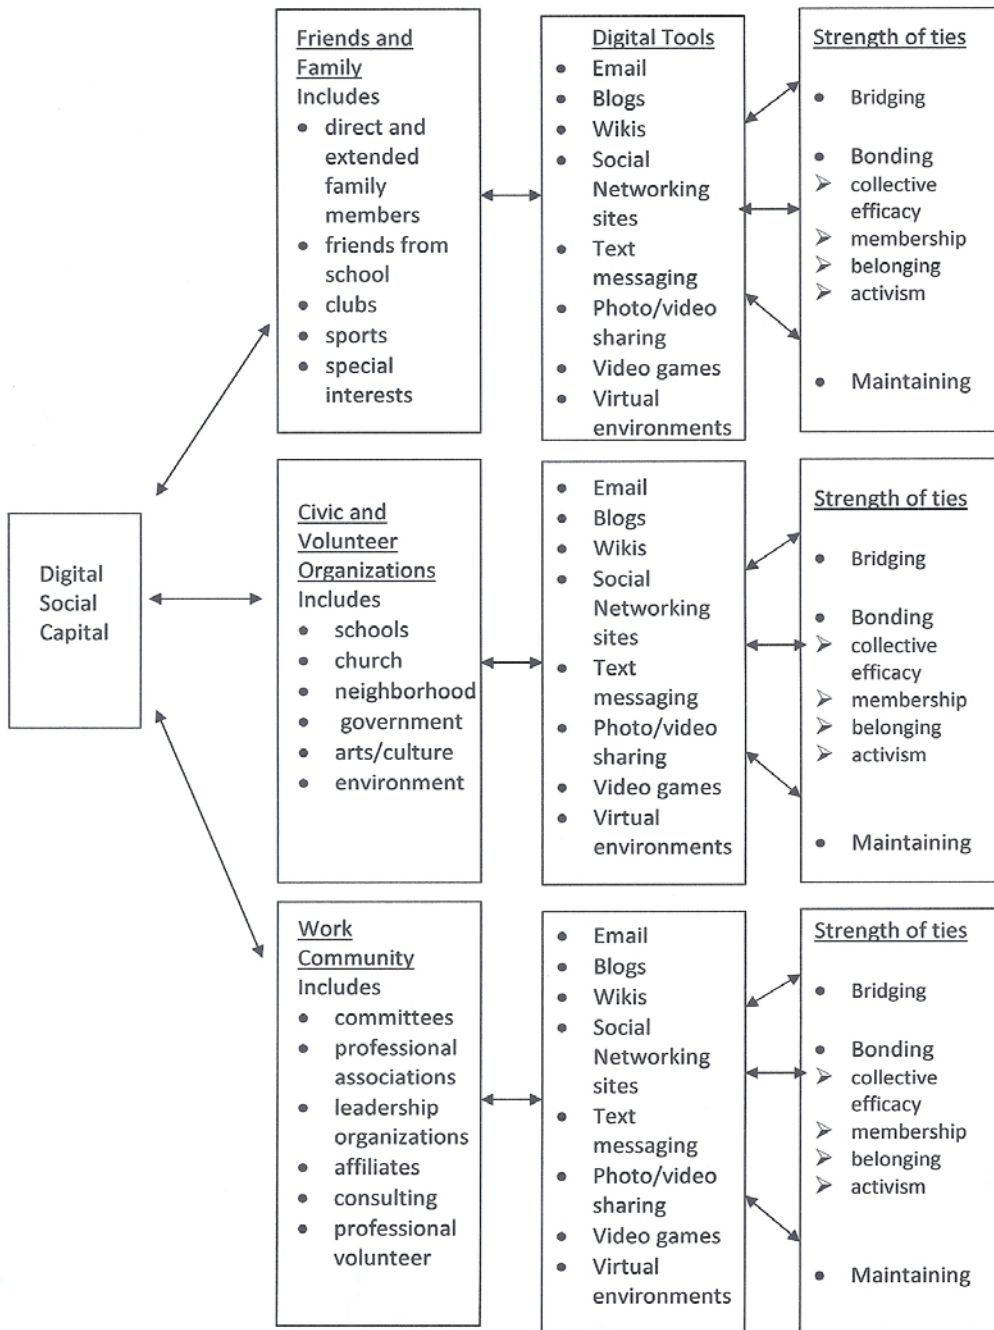 Digital
Social
Capital
Friends and
Family
Includes
• direct and
extended
family
members
• friends from
school
• clubs
• sports
• special
interests
Digital Tools
• Email
• Blogs
• Wikis
• Social
Networking
sites
• Text
messaging
• Photo/video
sharing
• Video games
• Virtual
environments
Strength of ties
• Bridging
• Bonding
➢ collective
efficacy
➢ membership
➢ belonging
➢ activism
• Maintaining
Civic and
Volunteer
Organizations
Includes
• schools
• church
• neighborhood
• government
• arts/culture
• environment
• Email
• Blogs
• Wikis
• Social
Networking
sites
• Text
messaging
• Photo/video
sharing
• Video games
• Virtual
environments
Strength of ties
• Bridging
• Bonding
➢ collective
efficacy
➢ membership
➢ belonging
➢ activism
• Maintaining
Work
Community
Includes
• committees
• professional
associations
• leadership
organizations
• affiliates
• consulting
• professional
volunteer
• Email
• Blogs
• Wikis
• Social
Networking
sites
• Text
messaging
• Photo/video
sharing
• Video games
• Virtual
environments
Strength of ties
• Bridging
• Bonding
➢ collective
efficacy
➢ membership
➢ belonging
➢ activism
• Maintaining